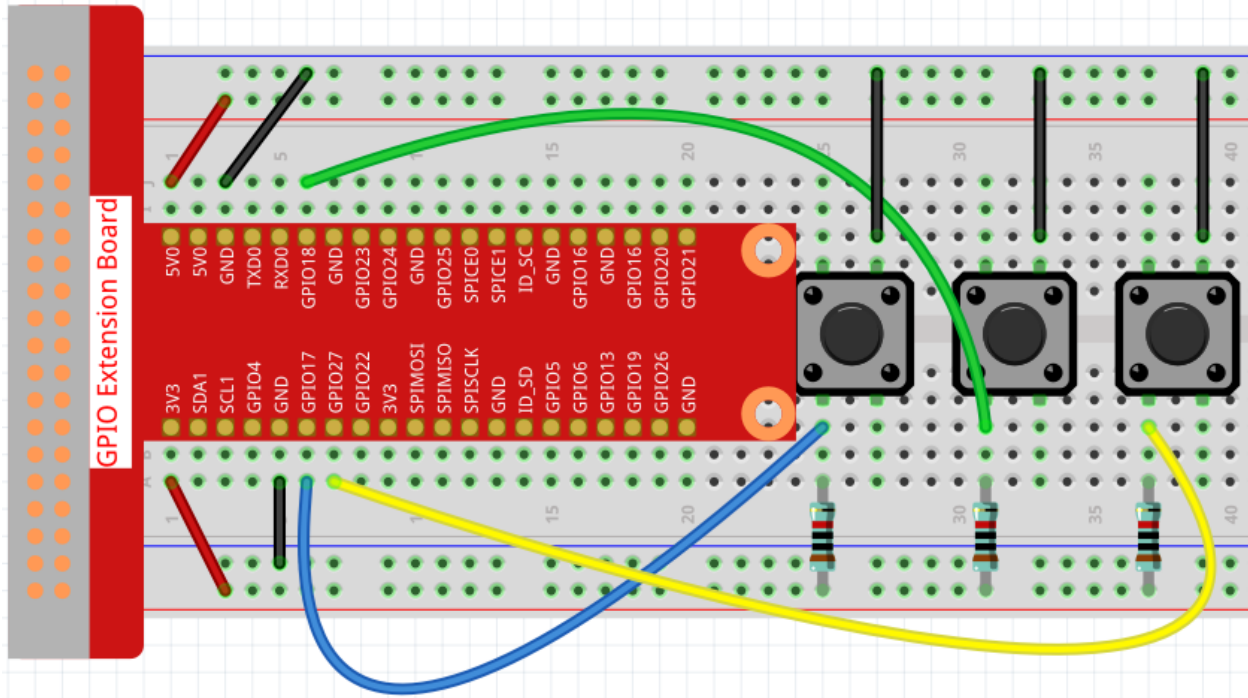 GPIO Extension Board
1
5
10
15
20
25
30
35
40
J
I
5V0
5V0
GND
TXD0
RXD0
GPIO18
GND
GPIO23
GPIO24
GND
GPIO25
SPICE0
SPICE1
ID_SC
GND
GPIO16
GND
GPIO16
GPIO20
GPIO21
3V3
SDA1
SCL1
GPIO4
GND
GPIO17
GPIO27
GPIO22
3V3
SPIMOSI
SPIMISO
SPISCLK
GND
ID_SD
GPIO5
GPIO6
GPIO13
GPIO19
GPIO26
GND
B
A
1
15
20
30
35
40